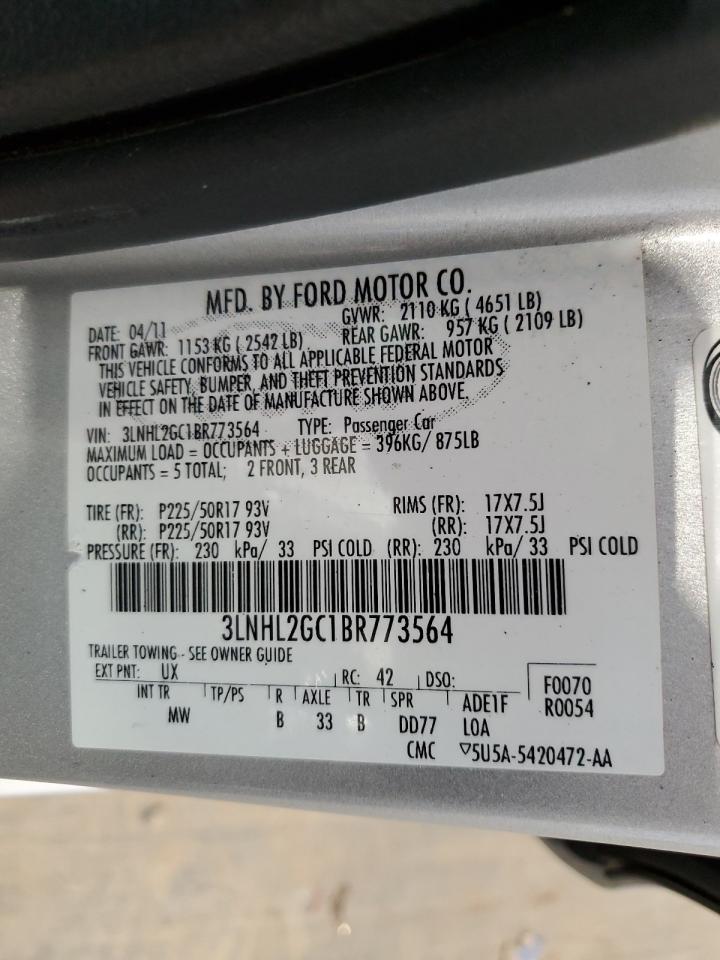 MFD. BY FORD MOTOR CO.
DATE: 04/11 GVWR: 2110 KG ( 4651 LB)
FRONT GAWR: 1153 KG ( 2542 LB) REAR GAWR: 957 KG ( 2109 LB)
THIS VEHICLE CONFORMS TO ALL APPLICABLE FEDERAL MOTOR
VEHICLE SAFETY, BUMPER, AND THEFT PREVENTION STANDARDS
IN EFFECT ON THE DATE OF MANUFACTURE SHOWN ABOVE.
VIN: 3LNHL2GC1BR773564 TYPE: Passenger Car
MAXIMUM LOAD = OCCUPANTS + LUGGAGE = 396KG/ 875LB
OCCUPANTS = 5 TOTAL; 2 FRONT, 3 REAR
TIRE (FR): P225/50R17 93V RIMS (FR): 17X7.5J
(RR): P225/50R17 93V (RR): 17X7.5J
PRESSURE (FR): 230 kPa/ 33 PSI COLD (RR): 230 kPa/ 33 PSI COLD
3LNHL2GC1BR773564
TRAILER TOWING - SEE OWNER GUIDE
EXT PNT: UX RC: 42 DSO: F0070
INT TR TP/PS R AXLE TR SPR ADE1F R0054
MW B 33 B DD77 LOA
CMC ▽5U5A-5420472-AA